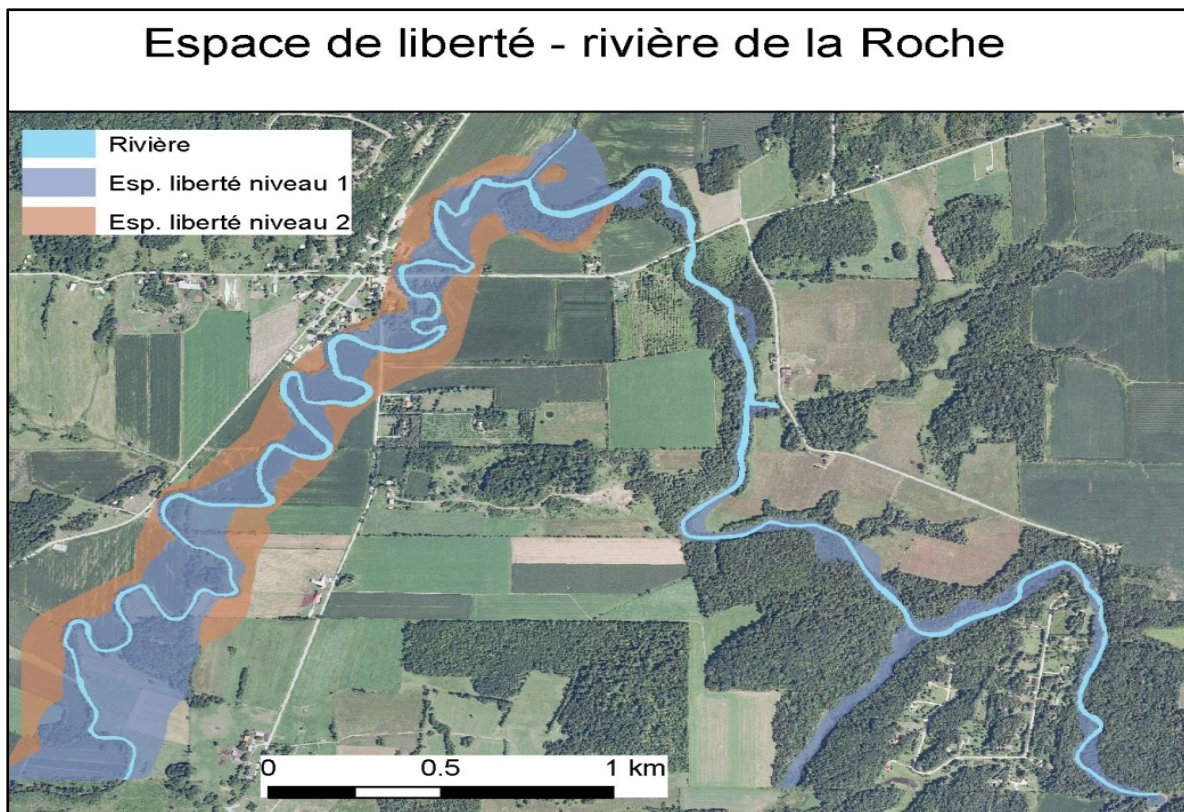 Espace de liberté - rivière de la Roche
Rivière
Esp. liberté niveau 1
Esp. liberté niveau 2
0 0.5 1 km